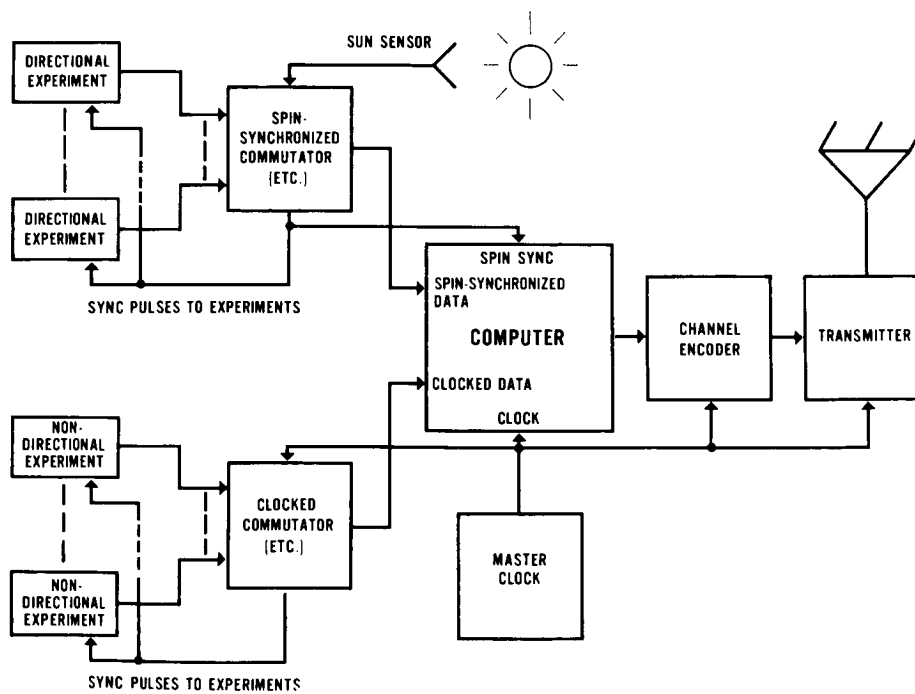 SUN SENSOR
DIRECTIONAL
EXPERIMENT
SPIN-
SYNCHRONIZED
COMMUTATOR
(ETC.)
DIRECTIONAL
EXPERIMENT
SYNC PULSES TO EXPERIMENTS
SPIN SYNC
SPIN-SYNCHRONIZED
DATA
COMPUTER
CLOCKED DATA
CLOCK
CHANNEL
ENCODER
TRANSMITTER
NON-
DIRECTIONAL
EXPERIMENT
CLOCKED
COMMUTATOR
(ETC.)
MASTER
CLOCK
NON-
DIRECTIONAL
EXPERIMENT
SYNC PULSES TO EXPERIMENTS